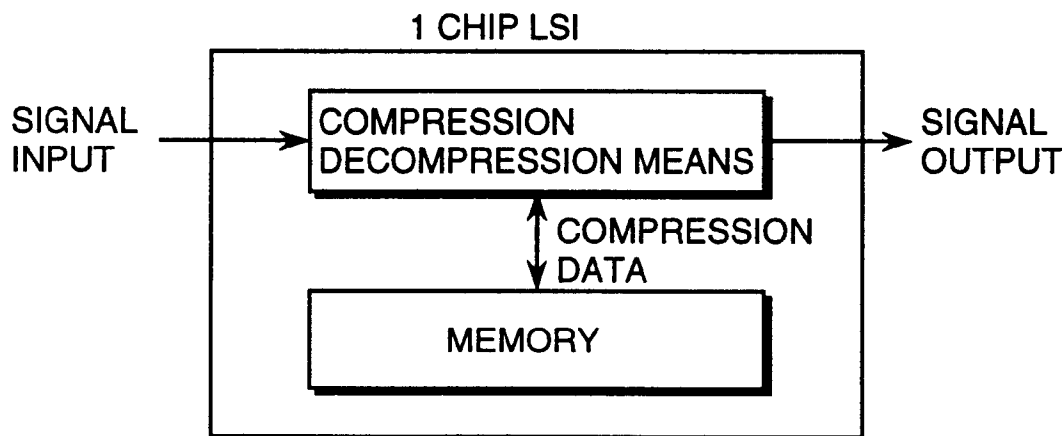 1 CHIP LSI
SIGNAL
INPUT
COMPRESSION
DECOMPRESSION MEANS
SIGNAL
OUTPUT
COMPRESSION
DATA
MEMORY